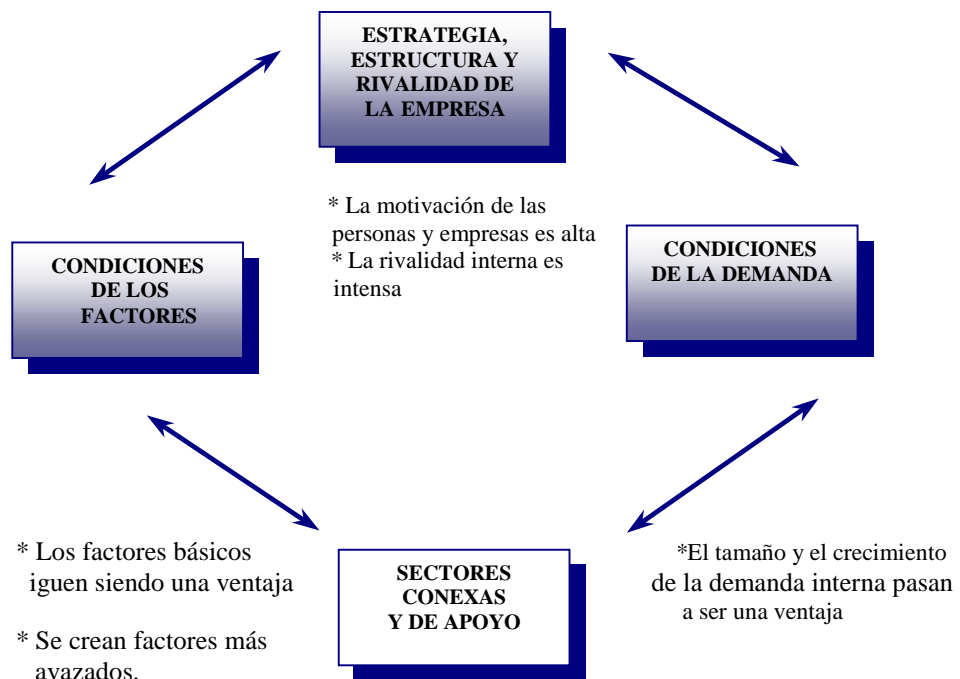 ESTRATEGIA,
ESTRUCTURA Y
RIVALIDAD DE
LA EMPRESA
* La motivación de las
personas y empresas es alta
* La rivalidad interna es
intensa
CONDICIONES
DE LOS
FACTORES
CONDICIONES
DE LA DEMANDA
* Los factores básicos
iguen siendo una ventaja
* Se crean factores más
avazados.
SECTORES
CONEXAS
Y DE APOYO
*El tamaño y el crecimiento
de la demanda interna pasan
a ser una ventaja